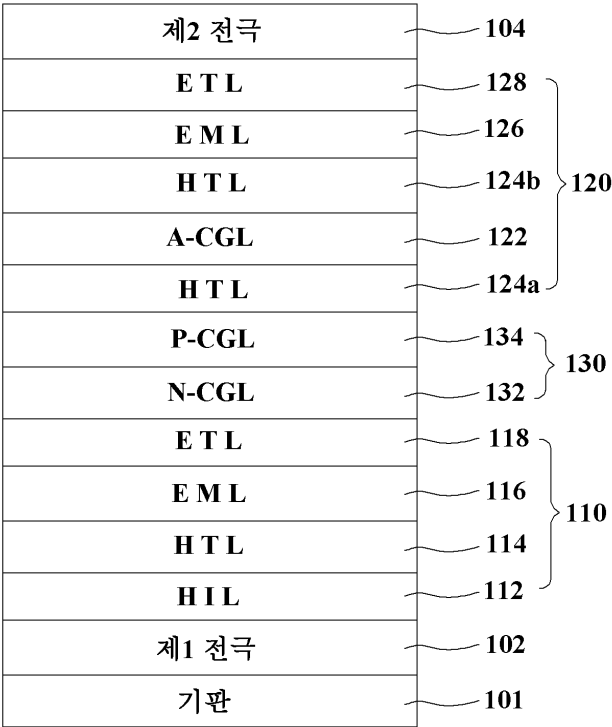 제2 전극 104
E T L 128
E M L 126
H T L 124b
120
A-CGL 122
H T L 124a
P-CGL 134
130
N-CGL 132
E T L 118
E M L 116
110
H T L 114
H I L 112
제1 전극 102
기판 101